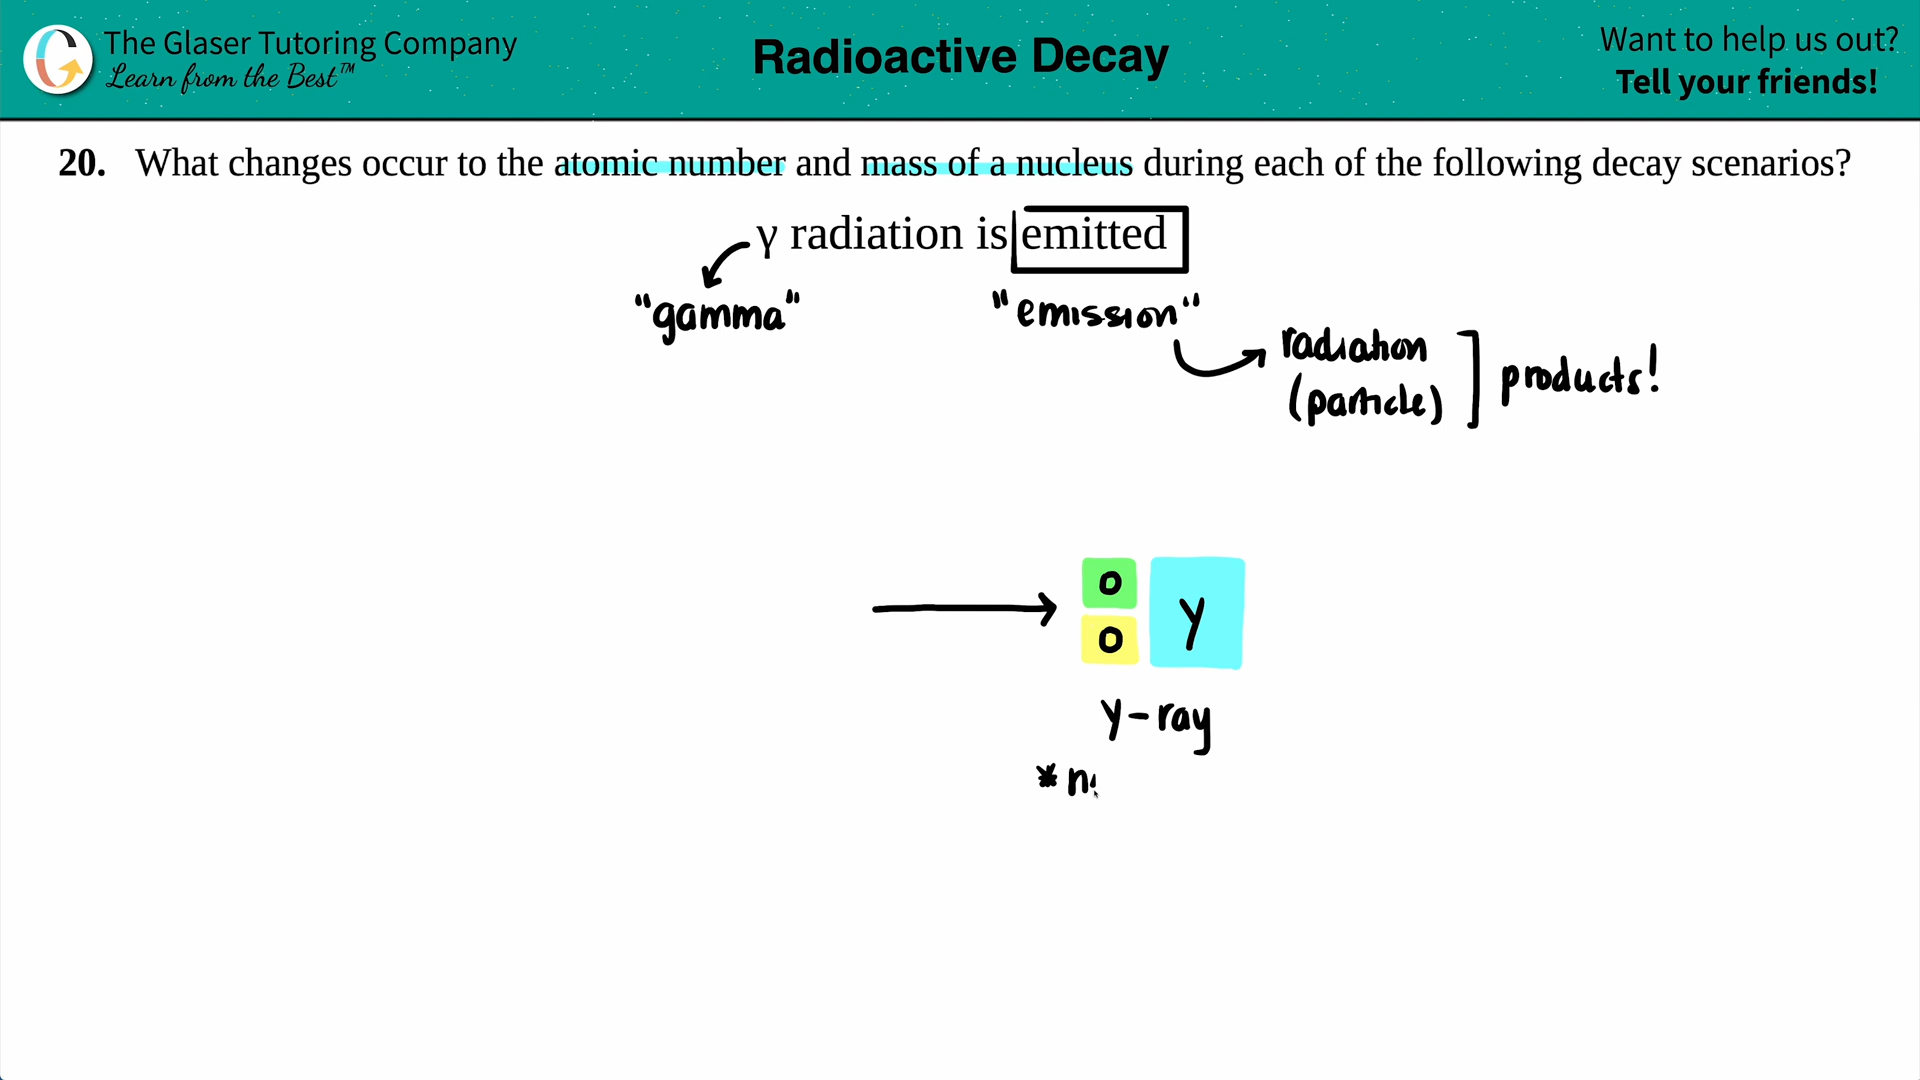 The Glaser Tutoring Company
Learn from the Best™
Radioactive Decay
Want to help us out?
Tell your friends!
20. What changes occur to the atomic number and mass of a nucleus during each of the following decay scenarios?
γ radiation is emitted
"gamma"
"emission"
radiation
(particle)
products!
0
0
γ
γ-ray
*n